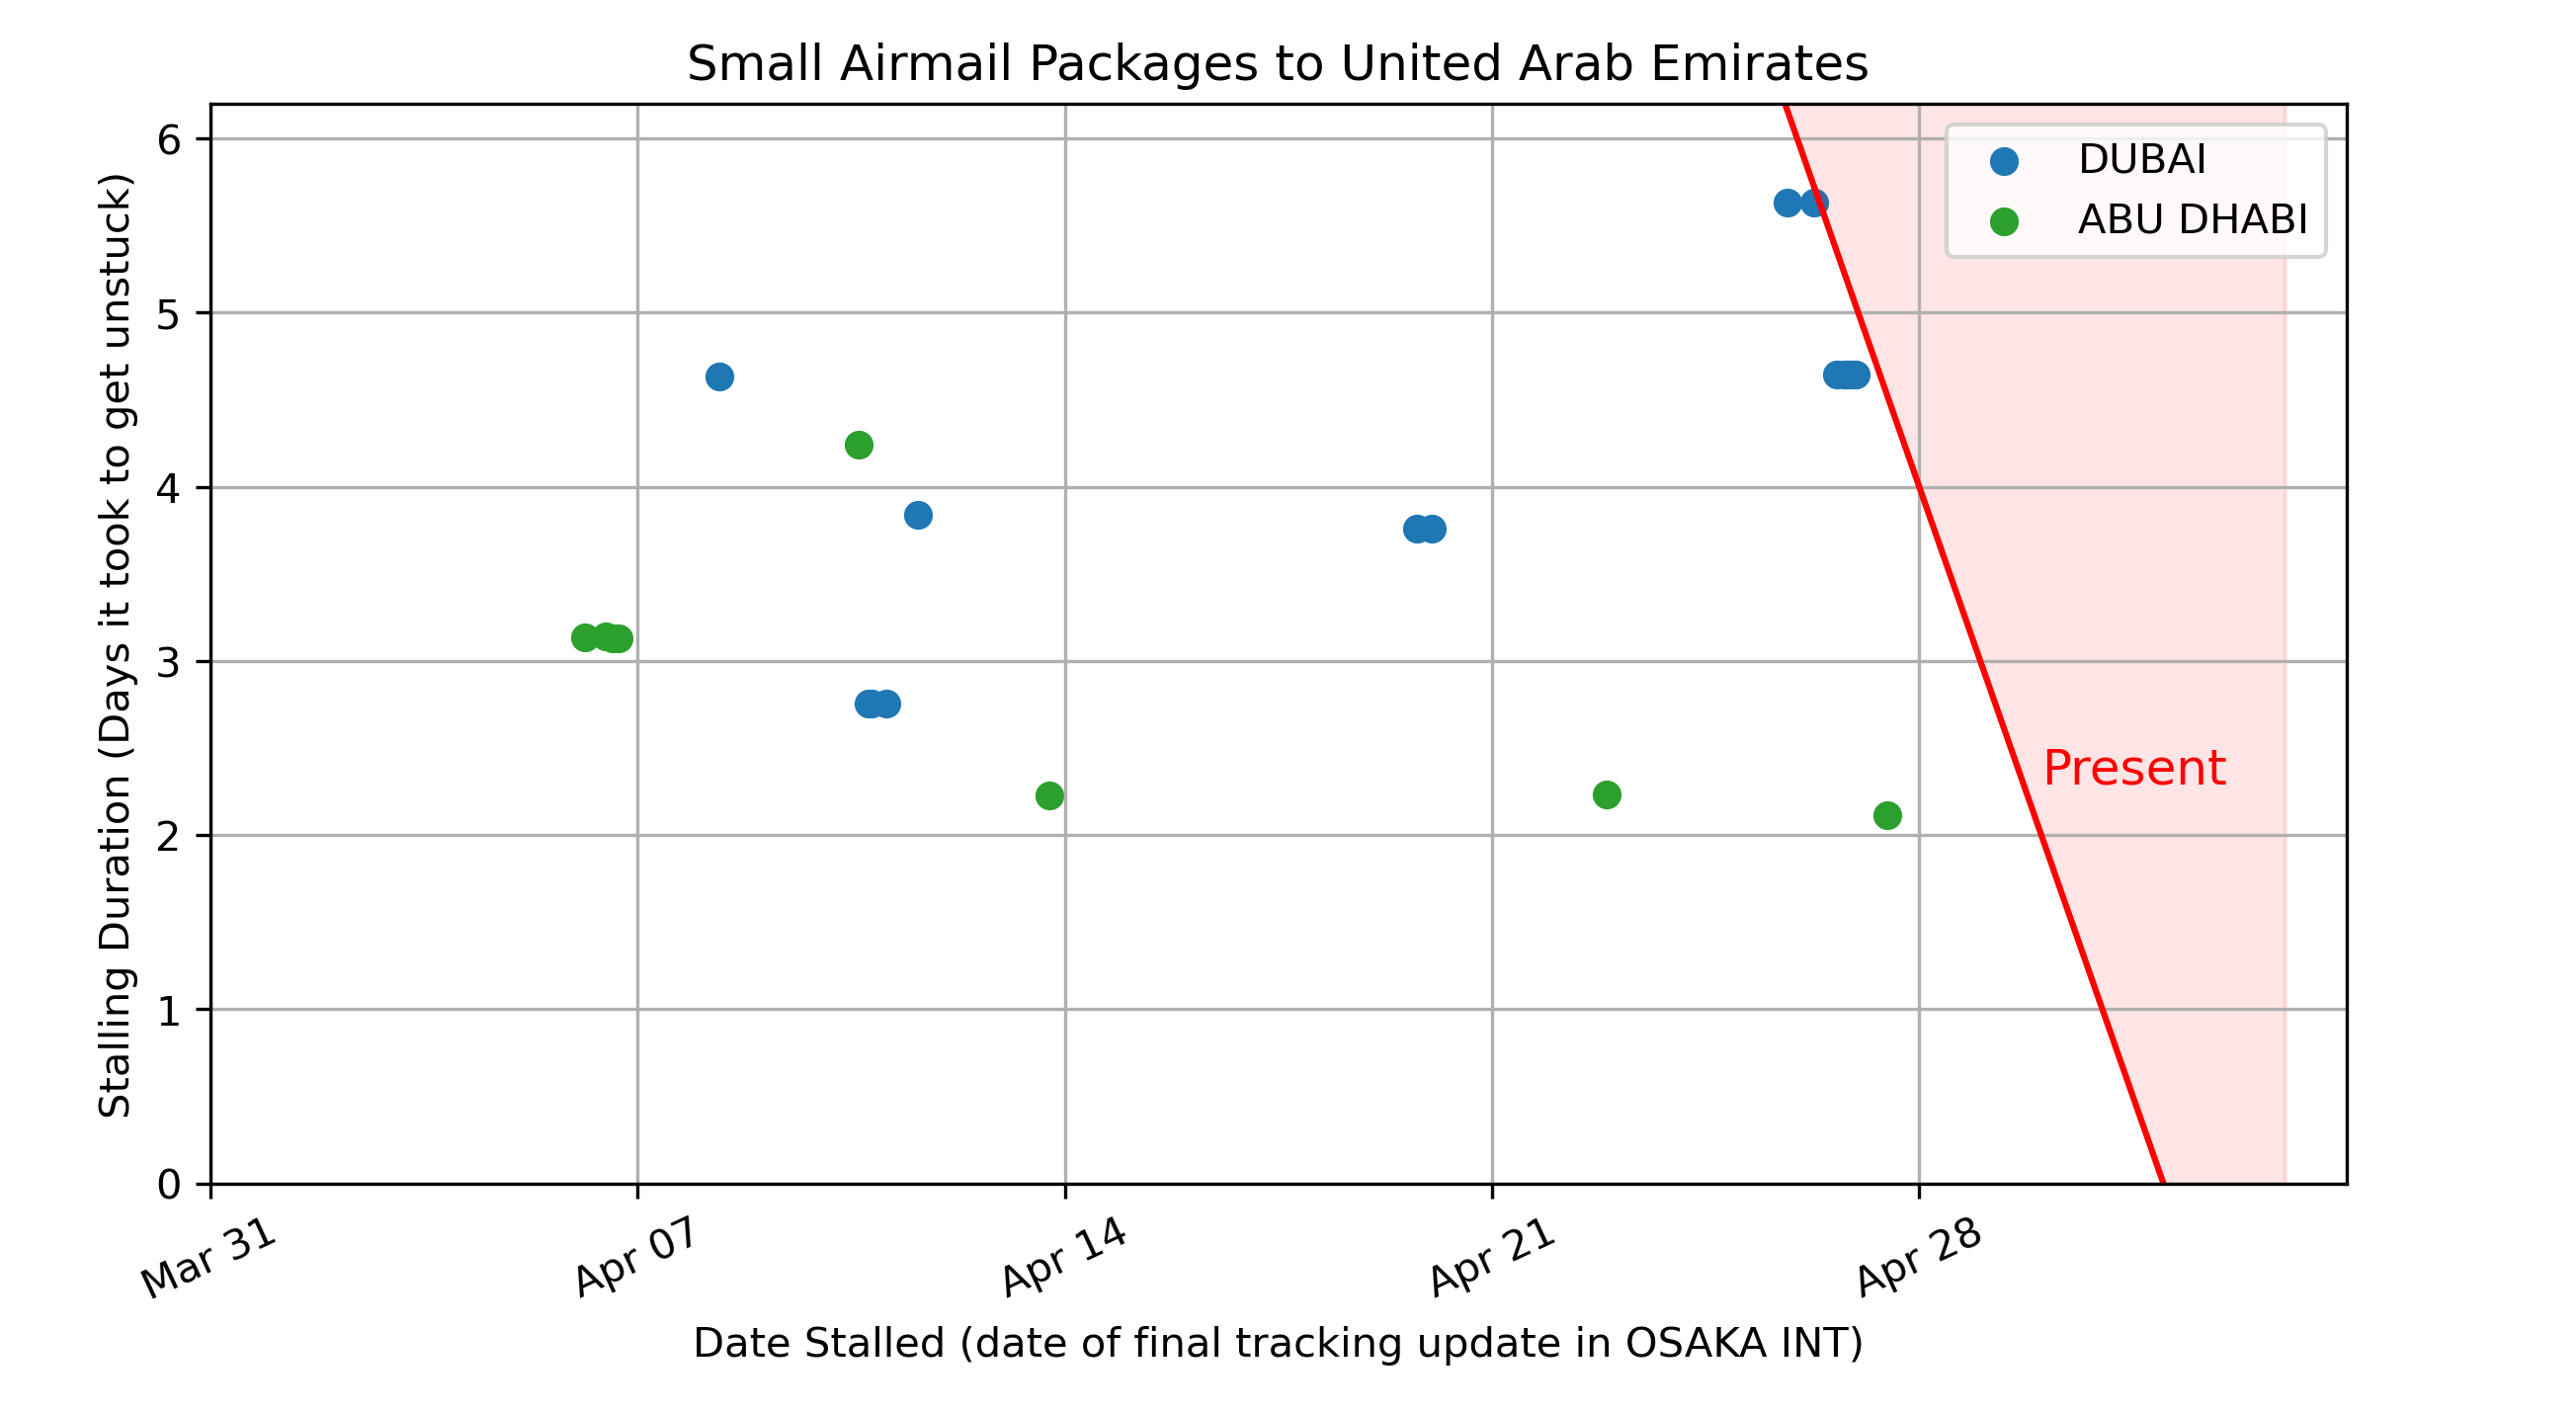 Small Airmail Packages to United Arab Emirates
Stalling Duration (Days it took to get unstuck)
6
5
4
3
2
1
0
DUBAI
ABU DHABI
Present
Mar 31
Apr 07
Apr 14
Apr 21
Apr 28
Date Stalled (date of final tracking update in OSAKA INT)